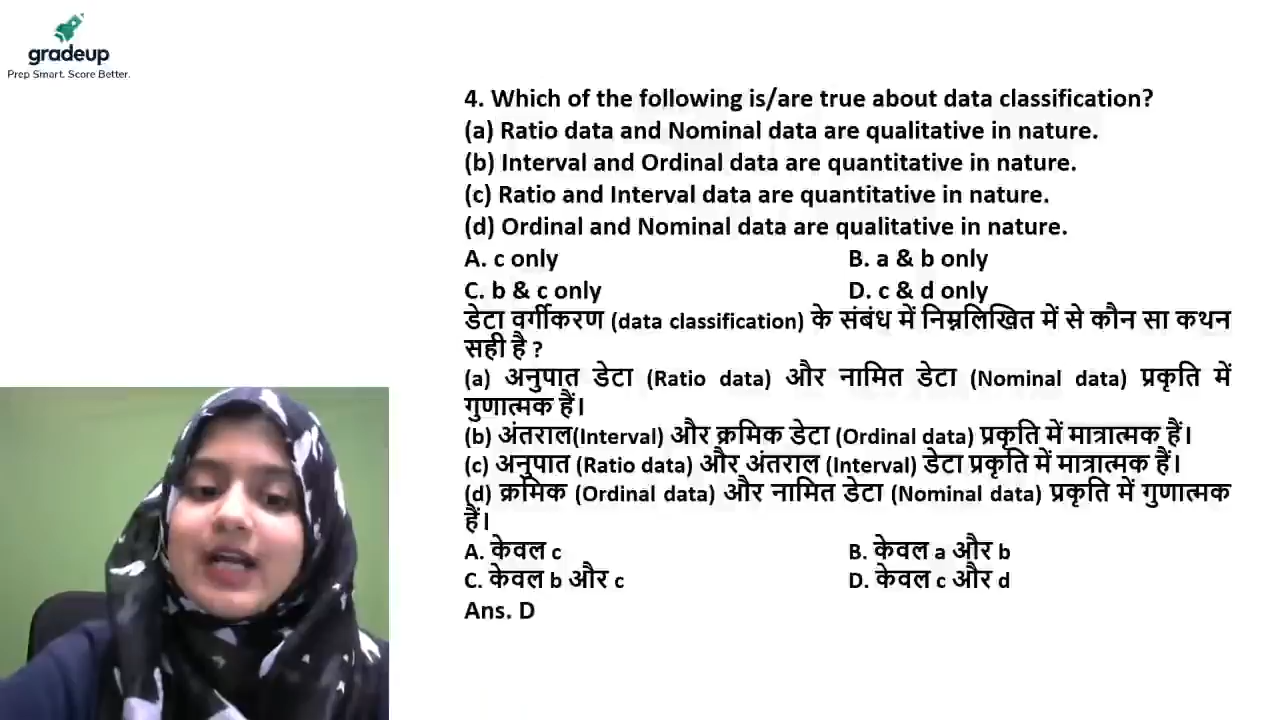 gradeup
Prep Smart. Score Better.
4. Which of the following is/are true about data classification?
(a) Ratio data and Nominal data are qualitative in nature.
(b) Interval and Ordinal data are quantitative in nature.
(c) Ratio and Interval data are quantitative in nature.
(d) Ordinal and Nominal data are qualitative in nature.
A. c only B. a & b only
C. b & c only D. c & d only
डेटा वर्गीकरण (data classification) के संबंध में निम्नलिखित में से कौन सा कथन
सही है ?
(a) अनुपात डेटा (Ratio data) और नामित डेटा (Nominal data) प्रकृति में
गुणात्मक हैं।
(b) अंतराल(Interval) और क्रमिक डेटा (Ordinal data) प्रकृति में मात्रात्मक हैं।
(c) अनुपात (Ratio data) और अंतराल (Interval) डेटा प्रकृति में मात्रात्मक हैं।
(d) क्रमिक (Ordinal data) और नामित डेटा (Nominal data) प्रकृति में गुणात्मक
हैं।
A. केवल c B. केवल a और b
C. केवल b और c D. केवल c और d
Ans. D